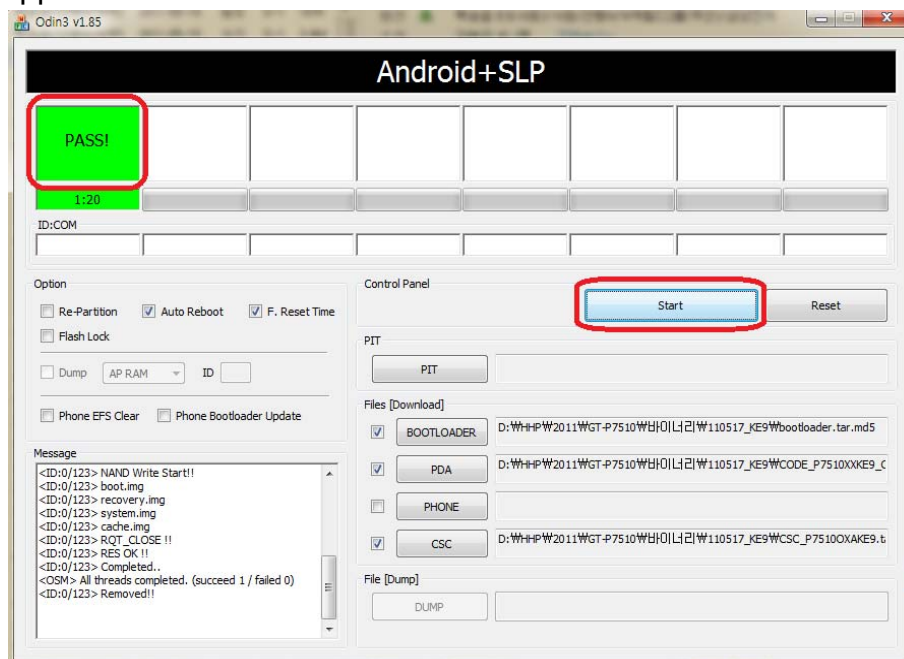 Odin3 v1.85
Android+SLP
PASS!
1:20
ID:COM
Option
Re-Partition Auto Reboot F. Reset Time
Flash Lock
Dump AP RAM ID
Phone EFS Clear Phone Bootloader Update
Message
<ID:0/123> NAND Write Start!!
<ID:0/123> boot.img
<ID:0/123> recovery.img
<ID:0/123> system.img
<ID:0/123> cache.img
<ID:0/123> RQT_CLOSE !!
<ID:0/123> RES OK !!
<ID:0/123> Completed..
<OSM> All threads completed. (succeed 1 / failed 0)
<ID:0/123> Removed!!
Control Panel
Start Reset
PIT
PIT
Files [Download]
BOOTLOADER D:₩HHP₩2011₩GT-P7510₩바이너리₩110517_KE9₩bootloader.tar.md5
PDA D:₩HHP₩2011₩GT-P7510₩바이너리₩110517_KE9₩CODE_P7510XXKE9_C
PHONE
CSC D:₩HHP₩2011₩GT-P7510₩바이너리₩110517_KE9₩CSC_P7510OXAKE9.t
File [Dump]
DUMP